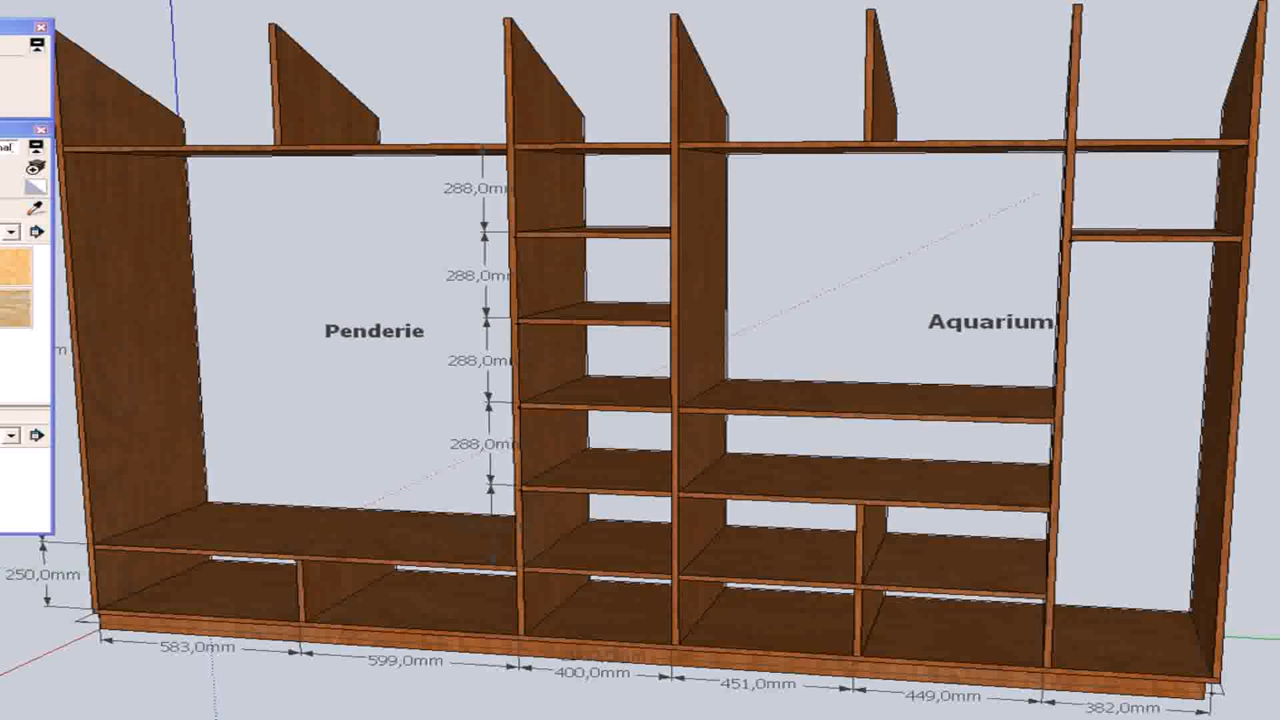 288,0mm
288,0mm
Penderie
Aquarium
288,0mm
288,0mm
250,0mm
583,0mm
599,0mm
400,0mm
451,0mm
449,0mm
382,0mm